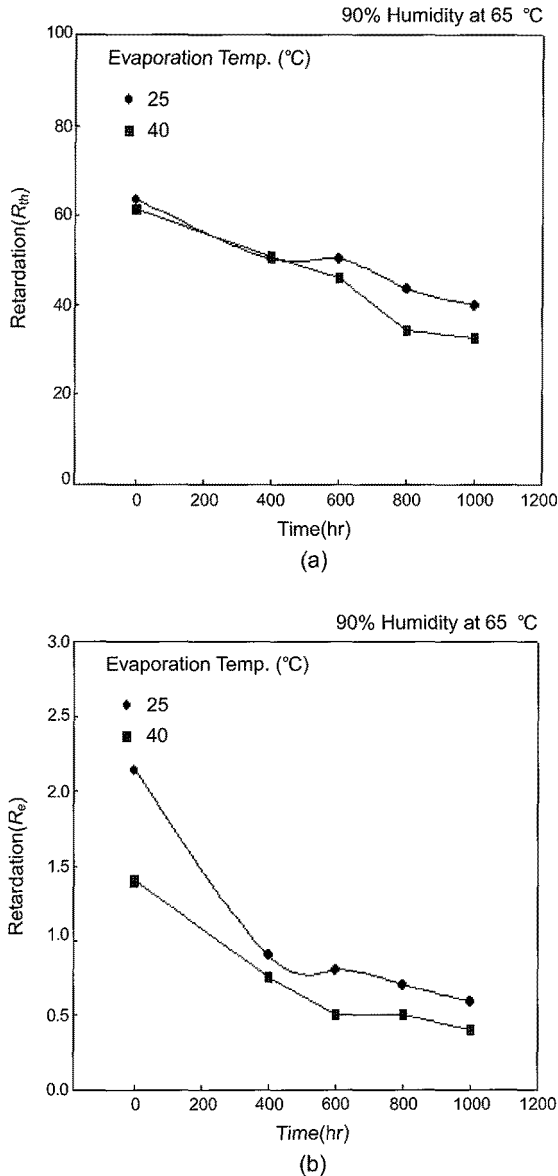 90% Humidity at 65 °C
100
Evaporation Temp. (°C)
25
80
40
60
Retardation(Rth)
40
20
0
0 200 400 600 800 1000 1200
Time(hr)
(a)
90% Humidity at 65 °C
3.0
Evaporation Temp. (°C)
25
2.5
40
2.0
Retardation(Re)
1.5
1.0
0.5
0.0
0 200 400 600 800 1000 1200
Time(hr)
(b)